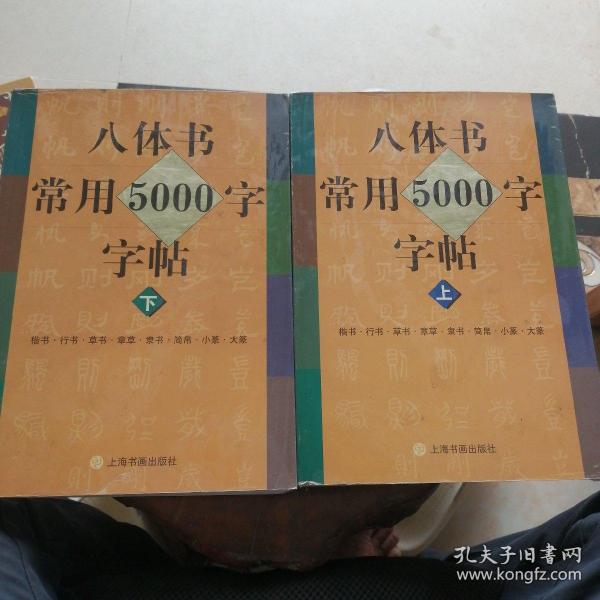 八体书
常用5000字
字帖
下
楷书·行书·草书·章草·隶书·简帛·小篆·大篆
上海书画出版社
八体书
常用5000字
字帖
上
楷书·行书·草书·章草·隶书·简帛·小篆·大篆
上海书画出版社
孔夫子旧书网
www.kongfz.com